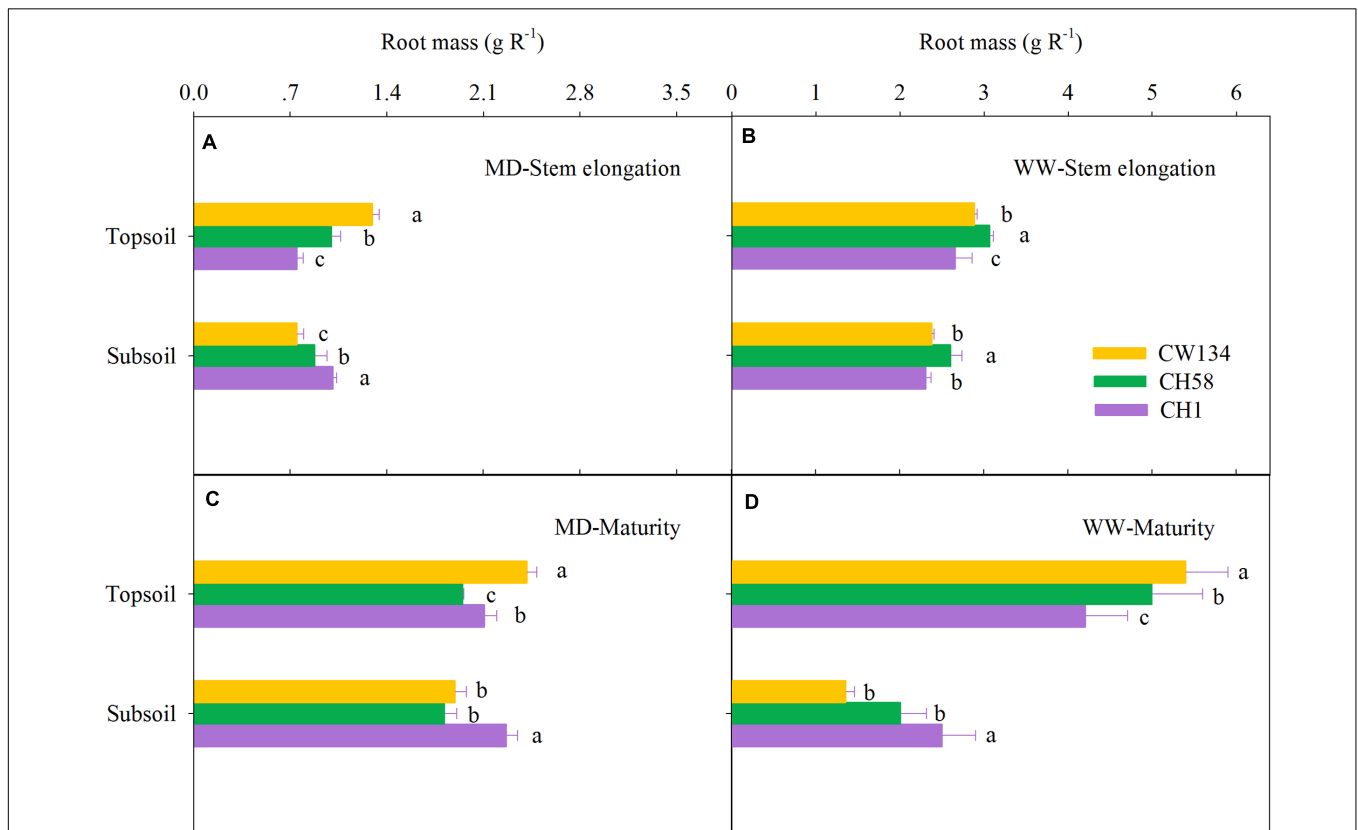 Root mass (g R⁻¹)
Root mass (g R⁻¹)
0.0 .7 1.4 2.1 2.8 3.5
0 1 2 3 4 5 6
A
MD-Stem elongation
Topsoil
a
b
c
Subsoil
c
b
a
B
WW-Stem elongation
b
a
c
b
a
b
CW134
CH58
CH1
C
MD-Maturity
Topsoil
a
c
b
Subsoil
b
b
a
D
WW-Maturity
a
b
c
b
b
a